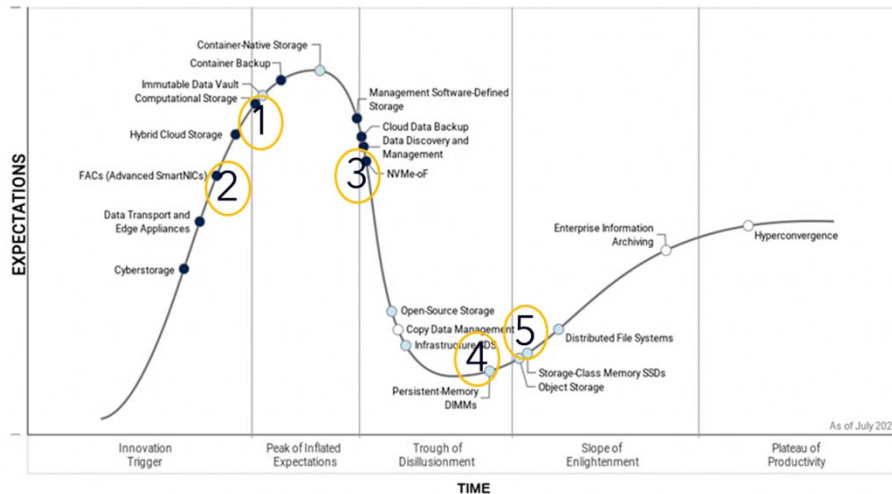 EXPECTATIONS
Container-Native Storage
Container Backup
Immutable Data Vault
Computational Storage
1
Hybrid Cloud Storage
FACs (Advanced SmartNICs)
2
Data Transport and
Edge Appliances
Cyberstorage
Management Software-Defined
Storage
Cloud Data Backup
Data Discovery and
Management
3
NVMe-oF
Open-Source Storage
Copy Data Management
Infrastructure SDS
4
Persistent-Memory
DIMMs
5
Distributed File Systems
Storage-Class Memory SSDs
Object Storage
Enterprise Information
Archiving
Hyperconvergence
As of July 202
Innovation
Trigger
Peak of Inflated
Expectations
Trough of
Disillusionment
Slope of
Enlightenment
Plateau of
Productivity
TIME